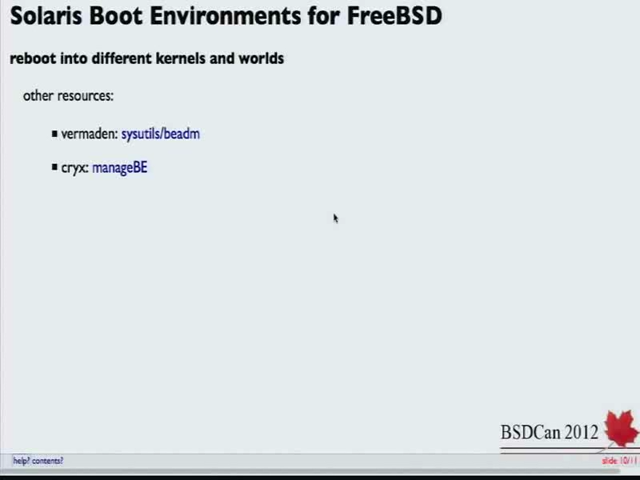 Solaris Boot Environments for FreeBSD
reboot into different kernels and worlds
other resources:
▪ vermaden: sysutils/beadm
▪ cryx: manageBE
BSDCan 2012
help? contents?
slide 10/11